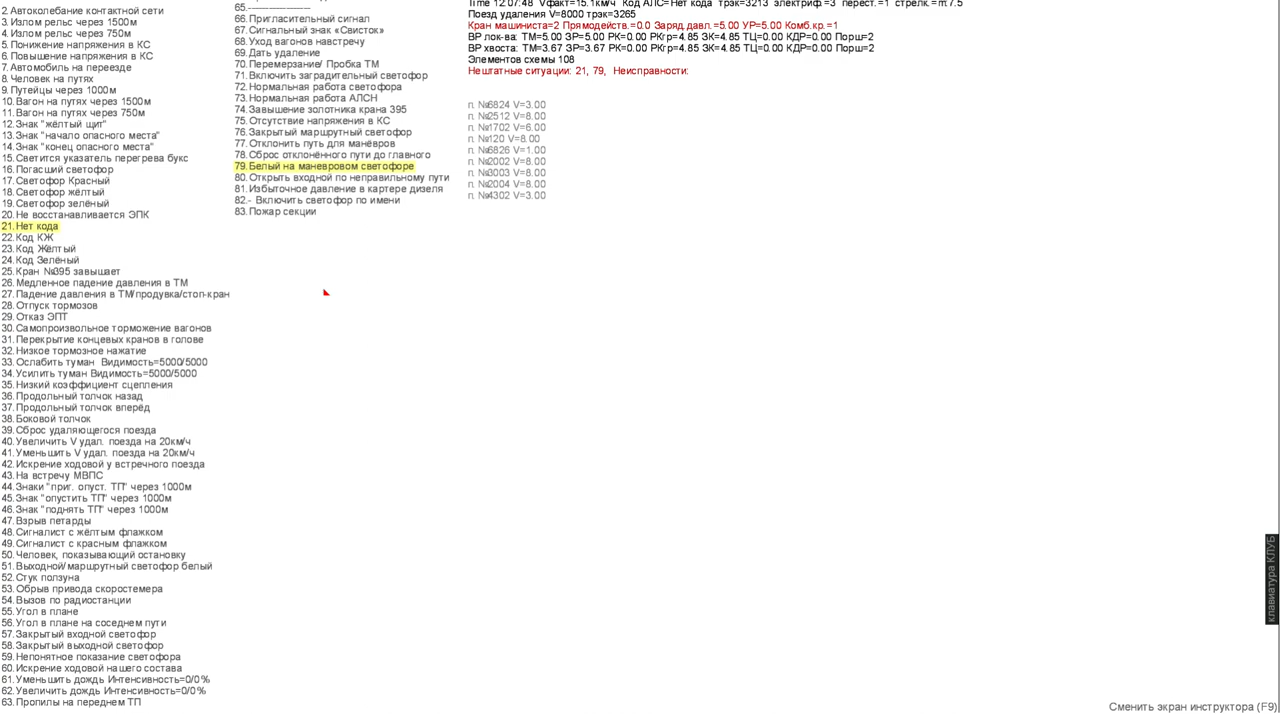 2. Автоколебание контактной сети
3. Излом рельс через 1500м
4. Излом рельс через 750м
5. Понижение напряжения в КС
6. Повышение напряжения в КС
7. Автомобиль на переезде
8. Человек на путях
9. Путейцы через 1000м
10. Вагон на путях через 1500м
11. Вагон на путях через 750м
12. Знак "жёлтый щит"
13. Знак "начало опасного места"
14. Знак "конец опасного места"
15. Светится указатель перегрева букс
16. Погасший светофор
17. Светофор Красный
18. Светофор жёлтый
19. Светофор зелёный
20. Не восстанавливается ЭПК
21. Нет кода
22. Код КЖ
23. Код Жёлтый
24. Код Зелёный
25. Кран №395 завышает
26. Медленное падение давления в ТМ
27. Падение давления в ТМ/продувка/стоп-кран
28. Отпуск тормозов
29. Отказ ЭПТ
30. Самопроизвольное торможение вагонов
31. Перекрытие концевых кранов в голове
32. Низкое тормозное нажатие
33. Ослабить туман Видимость=5000/5000
34. Усилить туман Видимость=5000/5000
35. Низкий коэффициент сцепления
36. Продольный толчок назад
37. Продольный толчок вперёд
38. Боковой толчок
39. Сброс удаляющегося поезда
40. Увеличить V удал. поезда на 20км/ч
41. Уменьшить V удал. поезда на 20км/ч
42. Искрение ходовой у встречного поезда
43. На встречу МВПС
44. Знаки "приг. опуст. ТП" через 1000м
45. Знак "опустить ТП" через 1000м
46. Знак "поднять ТП" через 1000м
47. Взрыв петарды
48. Сигналист с жёлтым флажком
49. Сигналист с красным флажком
50. Человек, показывающий остановку
51. Выходной/маршрутный светофор белый
52. Стук ползуна
53. Обрыв привода скоростемера
54. Вызов по радиостанции
55. Угол в плане
56. Угол в плане на соседнем пути
57. Закрытый входной светофор
58. Закрытый выходной светофор
59. Непонятное показание светофора
60. Искрение ходовой нашего состава
61. Уменьшить дождь Интенсивность=0/0%
62. Увеличить дождь Интенсивность=0/0%
63. Пропилы на переднем ТП
65.--------------------
66. Пригласительный сигнал
67. Сигнальный знак «Свисток»
68. Уход вагонов навстречу
69. Дать удаление
70. Перемерзание/ Пробка ТМ
71. Включить заградительный светофор
72. Нормальная работа светофора
73. Нормальная работа АЛСН
74. Завышение золотника крана 395
75. Отсутствие напряжения в КС
76. Закрытый маршрутный светофор
77. Отклонить путь для манёвров
78. Сброс отклонённого пути до главного
79. Белый на маневровом светофоре
80. Открыть входной по неправильному пути
81. Избыточное давление в картере дизеля
82.- Включить светофор по имени
83. Пожар секции
Time 12:07:48 Vфакт=15.1км/ч Код АЛС=Нет кода трэк=3213 электриф.=3 перест.=1 стрелк.=m:7.5
Поезд удаления V=8000 трэк=3265
Кран машиниста=2 Прямодейств.=0.0 Заряд.давл.=5.00 УР=5.00 Комб.кр.=1
ВР лок-ва: ТМ=5.00 ЗР=5.00 РК=0.00 РКгр=4.85 ЗК=4.85 ТЦ=0.00 КДР=0.00 Порш=2
ВР хвоста: ТМ=3.67 ЗР=3.67 РК=0.00 РКгр=4.85 ЗК=4.85 ТЦ=0.00 КДР=0.00 Порш=2
Элементов схемы 108
Нештатные ситуации: 21, 79, Неисправности:
п. №6824 V=3.00
п. №2512 V=8.00
п. №1702 V=6.00
п. №120 V=8.00
п. №6826 V=1.00
п. №2002 V=8.00
п. №3003 V=8.00
п. №2004 V=8.00
п. №4302 V=3.00
клавиатура КЛУБ
Сменить экран инструктора (F9)